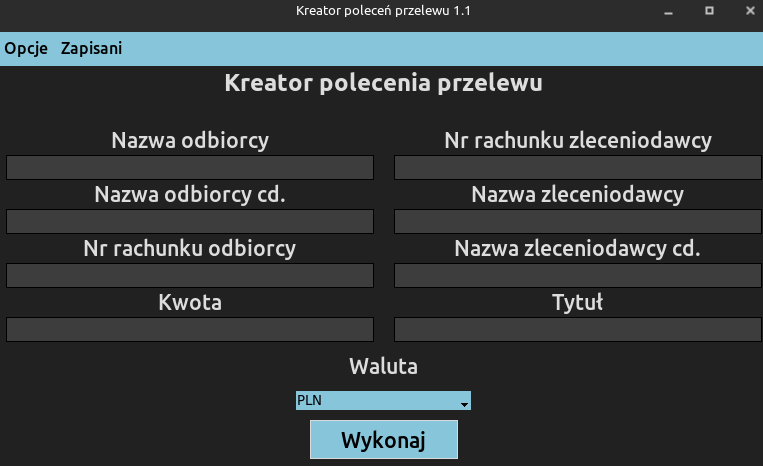 Kreator poleceń przelewu 1.1
Opcje Zapisani
Kreator polecenia przelewu
Nazwa odbiorcy Nr rachunku zleceniodawcy
Nazwa odbiorcy cd. Nazwa zleceniodawcy
Nr rachunku odbiorcy Nazwa zleceniodawcy cd.
Kwota Tytuł
Waluta
PLN
Wykonaj